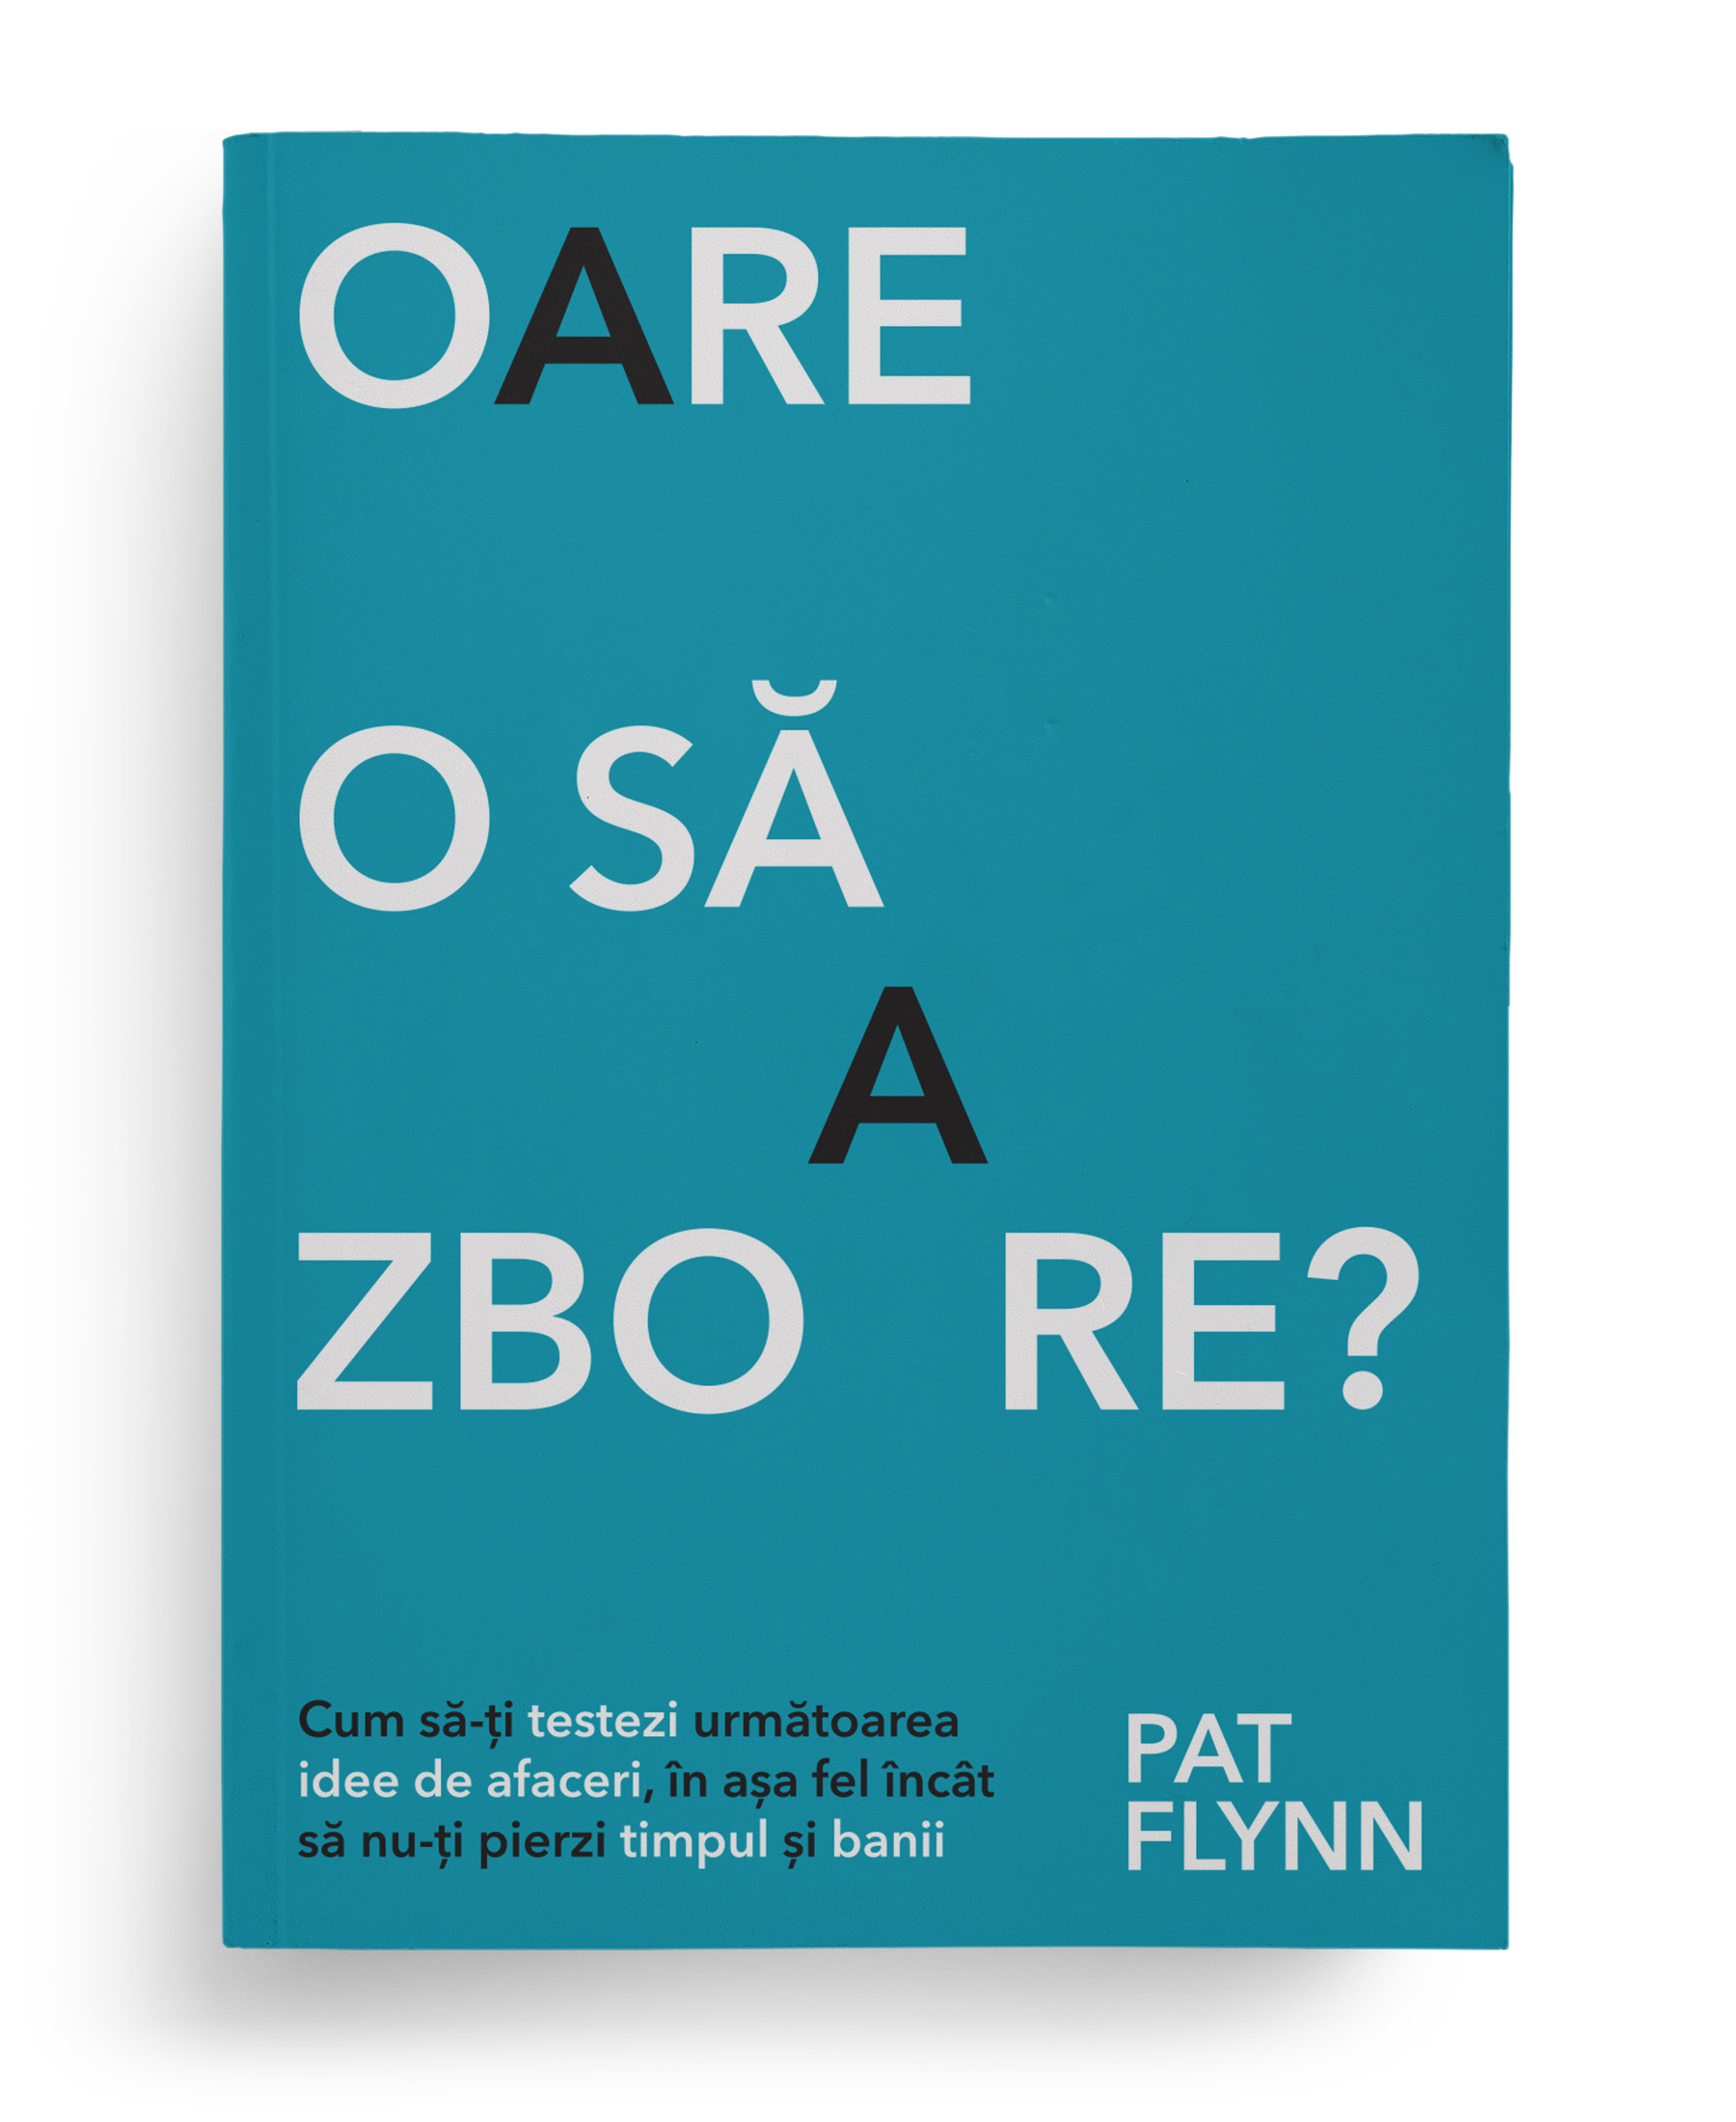 OARE
O SĂ
A
ZBO RE?
Cum să-ți testezi următoarea
idee de afaceri, în așa fel încât
să nu-ți pierzi timpul și banii
PAT
FLYNN